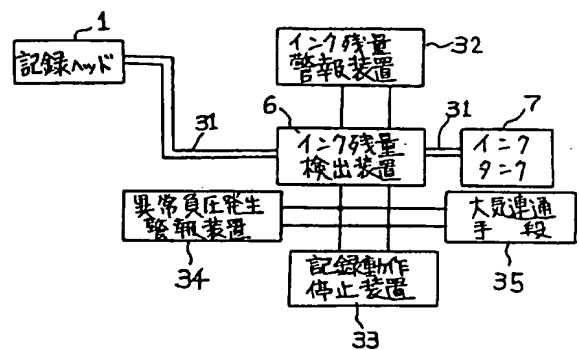 1
記録ヘッド
インク残量
警報装置
32
31
6
インク残量
検出装置
31
7
インク
タンク
異常負圧発生
警報装置
34
大気連通
手段
35
記録動作
停止装置
33